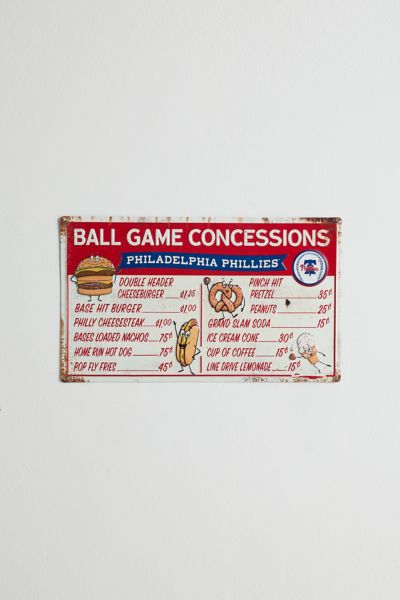 BALL GAME CONCESSIONS
PHILADELPHIA PHILLIES
Phillies
DOUBLE HEADER
CHEESEBURGER $1.25
BASE HIT BURGER $1.00
PHILLY CHEESESTEAK $1.00
BASES LOADED NACHOS 75¢
HOME RUN HOT DOG 75¢
POP FLY FRIES 45¢
PINCH HIT
PRETZEL 35¢
PEANUTS 25¢
GRAND SLAM SODA 15¢
ICE CREAM CONE 30¢
CUP OF COFFEE 15¢
LINE DRIVE LEMONADE 15¢